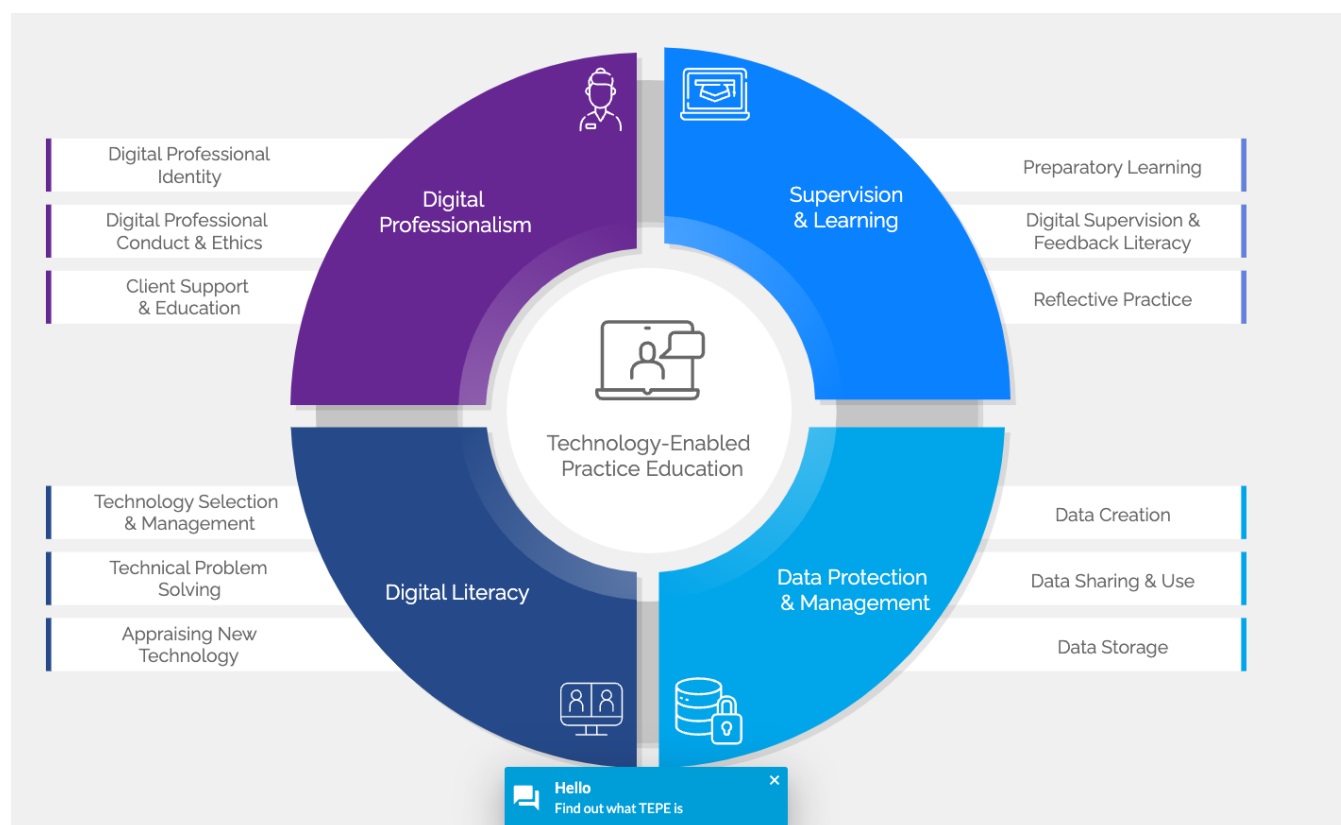 Digital Professional
Identity
Digital Professional
Conduct & Ethics
Client Support
& Education
Digital
Professionalism
Supervision
& Learning
Preparatory Learning
Digital Supervision &
Feedback Literacy
Reflective Practice
Technology-Enabled
Practice Education
Technology Selection
& Management
Technical Problem
Solving
Appraising New
Technology
Digital Literacy
Data Protection
& Management
Data Creation
Data Sharing & Use
Data Storage
Hello
Find out what TEPE is